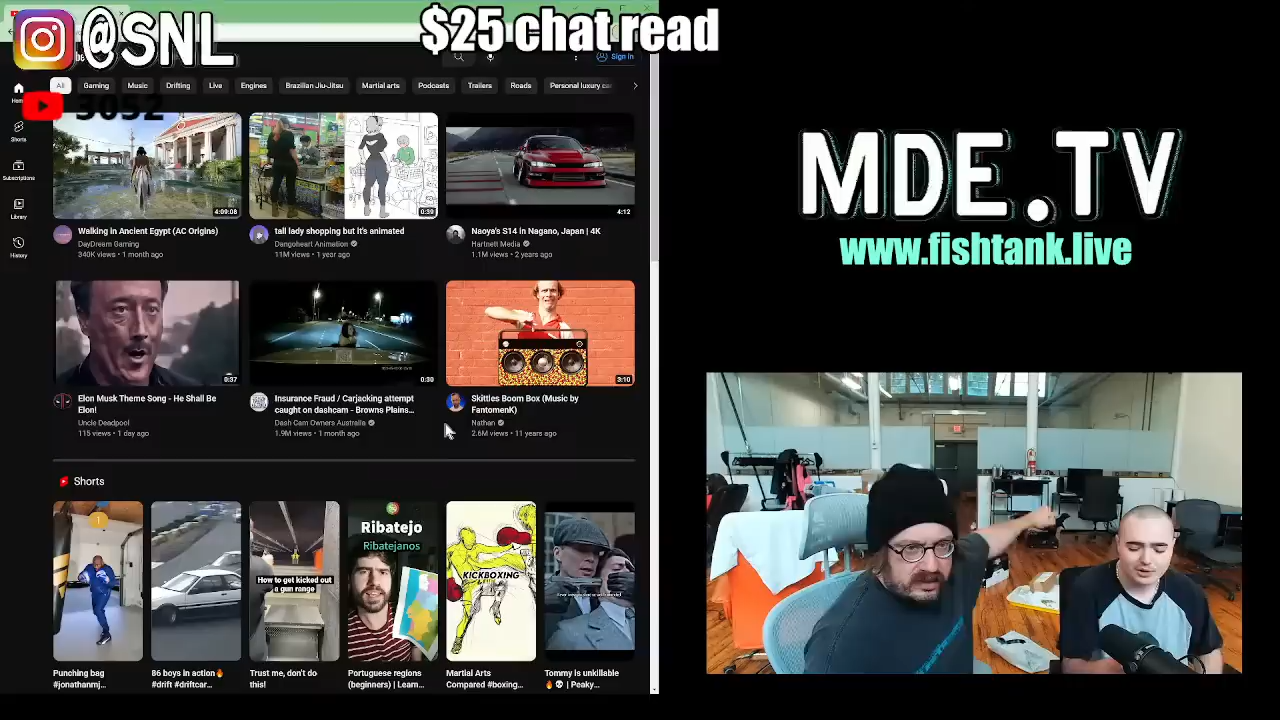 @SNL
$25 chat read
3052
Sign in
All
Gaming
Music
Drifting
Live
Engines
Brazilian Jiu-Jitsu
Martial arts
Podcasts
Trailers
Roads
Personal luxury car
Home
Shorts
Subscriptions
Library
History
4:09:08
0:59
4:12
Walking in Ancient Egypt (AC Origins)
DayDream Gaming
340K views • 1 month ago
tall lady shopping but it's animated
Dangoheart Animation
11M views • 1 year ago
Naoya's S14 in Nagano, Japan | 4K
Hartnett Media
1.1M views • 2 years ago
0:37
0:30
3:10
Elon Musk Theme Song - He Shall Be
Elon!
Uncle Deadpool
115 views • 1 day ago
Insurance Fraud / Carjacking attempt
caught on dashcam - Browns Plains...
Dash Cam Owners Australia
1.9M views • 1 month ago
Skittles Boom Box (Music by
FantomenK)
Nathan
2.6M views • 11 years ago
Shorts
How to get kicked out
a gun range
Ribatejo
Ribatejanos
KICKBOXING
Punching bag
#jonathanmj...
86 boys in action🔥
#drift #driftcar...
Trust me, don't do
this!
Portuguese regions
(beginners) | Learn...
Martial Arts
Compared #boxing...
Tommy is unkillable
🔥💀 | Peaky...
MDE.TV
www.fishtank.live